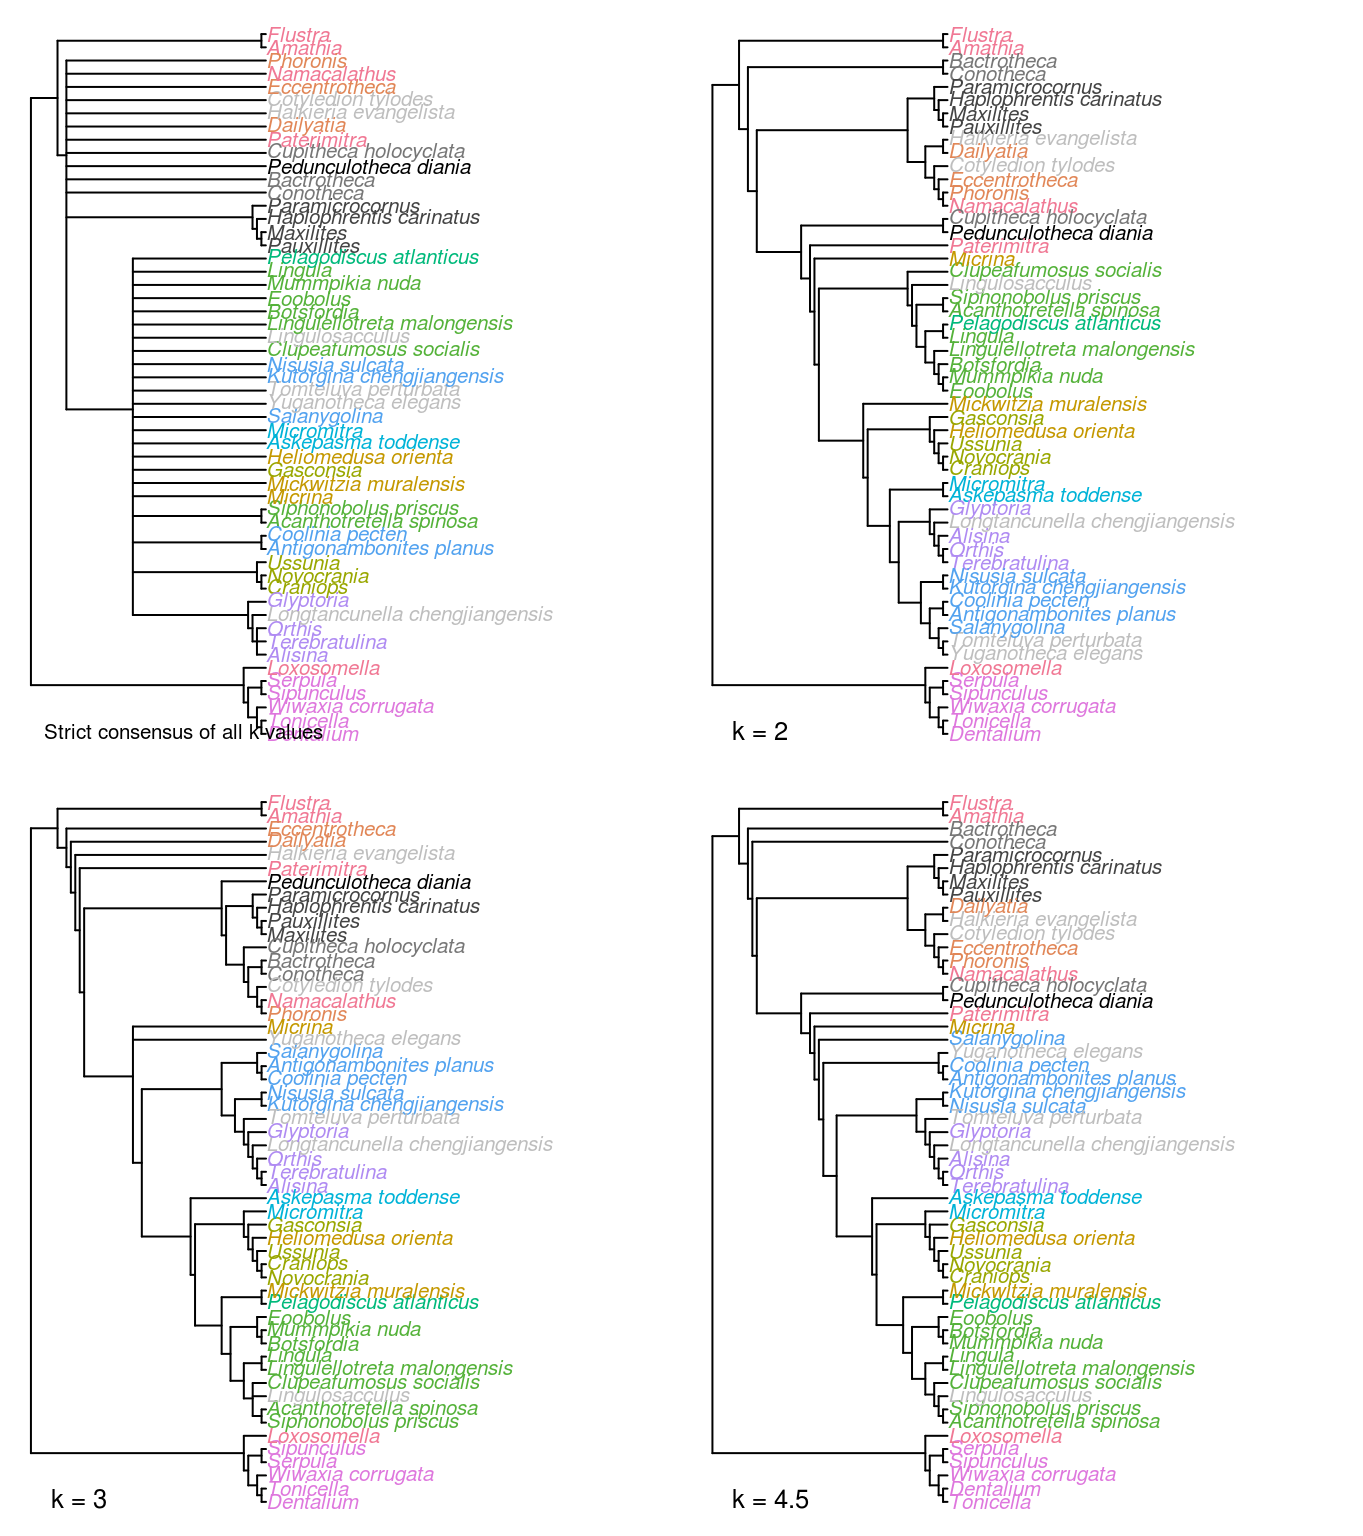 Flustra
Amathia
Phoronis
Namacalathus
Eccentrotheca
Cotyledion tylodes
Halkieria evangelista
Dailyatia
Paterimitra
Cupitheca holocyclata
Pedunculotheca diania
Bactrotheca
Conotheca
Paramicrocornus
Haplophrentis carinatus
Maxilites
Pauxillites
Pelagodiscus atlanticus
Lingula
Mummpikia nuda
Eoobolus
Botsfordia
Lingulellotreta malongensis
Lingulosacculus
Clupeafumosus socialis
Nisusia sulcata
Kutorgina chengjiangensis
Tomteluva perturbata
Yuganotheca elegans
Salanygolina
Micromitra
Askepasma toddense
Heliomedusa orienta
Gasconsia
Mickwitzia muralensis
Micrina
Siphonobolus priscus
Acanthotretella spinosa
Coolinia pecten
Antigonambonites planus
Ussunia
Novocrania
Craniops
Glyptoria
Longtancunella chengjiangensis
Orthis
Terebratulina
Alisina
Loxosomella
Serpula
Sipunculus
Wiwaxia corrugata
Tonicella
Dentalium
Strict consensus of all k values
Flustra
Amathia
Bactrotheca
Conotheca
Paramicrocornus
Haplophrentis carinatus
Maxilites
Pauxillites
Halkieria evangelista
Dailyatia
Cotyledion tylodes
Eccentrotheca
Phoronis
Namacalathus
Cupitheca holocyclata
Pedunculotheca diania
Paterimitra
Micrina
Clupeafumosus socialis
Lingulosacculus
Siphonobolus priscus
Acanthotretella spinosa
Pelagodiscus atlanticus
Lingula
Lingulellotreta malongensis
Botsfordia
Mummpikia nuda
Eoobolus
Mickwitzia muralensis
Gasconsia
Heliomedusa orienta
Ussunia
Novocrania
Craniops
Micromitra
Askepasma toddense
Glyptoria
Longtancunella chengjiangensis
Alisina
Orthis
Terebratulina
Nisusia sulcata
Kutorgina chengjiangensis
Coolinia pecten
Antigonambonites planus
Salanygolina
Tomteluva perturbata
Yuganotheca elegans
Loxosomella
Serpula
Sipunculus
Wiwaxia corrugata
Tonicella
Dentalium
k = 2
Flustra
Amathia
Eccentrotheca
Dailyatia
Halkieria evangelista
Paterimitra
Pedunculotheca diania
Paramicrocornus
Haplophrentis carinatus
Pauxillites
Maxilites
Cupitheca holocyclata
Bactrotheca
Conotheca
Cotyledion tylodes
Namacalathus
Phoronis
Micrina
Yuganotheca elegans
Salanygolina
Antigonambonites planus
Coolinia pecten
Nisusia sulcata
Kutorgina chengjiangensis
Tomteluva perturbata
Glyptoria
Longtancunella chengjiangensis
Orthis
Terebratulina
Alisina
Askepasma toddense
Micromitra
Gasconsia
Heliomedusa orienta
Ussunia
Craniops
Novocrania
Mickwitzia muralensis
Pelagodiscus atlanticus
Eoobolus
Mummpikia nuda
Botsfordia
Lingula
Lingulellotreta malongensis
Clupeafumosus socialis
Lingulosacculus
Acanthotretella spinosa
Siphonobolus priscus
Loxosomella
Sipunculus
Serpula
Wiwaxia corrugata
Tonicella
Dentalium
k = 3
Flustra
Amathia
Bactrotheca
Conotheca
Paramicrocornus
Haplophrentis carinatus
Maxilites
Pauxillites
Dailyatia
Halkieria evangelista
Cotyledion tylodes
Eccentrotheca
Phoronis
Namacalathus
Cupitheca holocyclata
Pedunculotheca diania
Paterimitra
Micrina
Salanygolina
Yuganotheca elegans
Coolinia pecten
Antigonambonites planus
Kutorgina chengjiangensis
Nisusia sulcata
Tomteluva perturbata
Glyptoria
Longtancunella chengjiangensis
Alisina
Orthis
Terebratulina
Askepasma toddense
Micromitra
Gasconsia
Heliomedusa orienta
Ussunia
Novocrania
Craniops
Mickwitzia muralensis
Pelagodiscus atlanticus
Eoobolus
Botsfordia
Mummpikia nuda
Lingula
Lingulellotreta malongensis
Clupeafumosus socialis
Lingulosacculus
Siphonobolus priscus
Acanthotretella spinosa
Loxosomella
Serpula
Sipunculus
Wiwaxia corrugata
Dentalium
Tonicella
k = 4.5